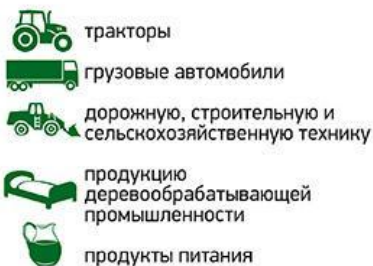 тракторы
грузовые автомобили
дорожную, строительную и
сельскохозяйственную технику
продукцию
деревообрабатывающей
промышленности
продукты питания